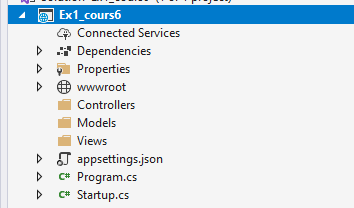 Ex1_cours6
Connected Services
Dependencies
Properties
wwwroot
Controllers
Models
Views
appsettings.json
C# Program.cs
C# Startup.cs